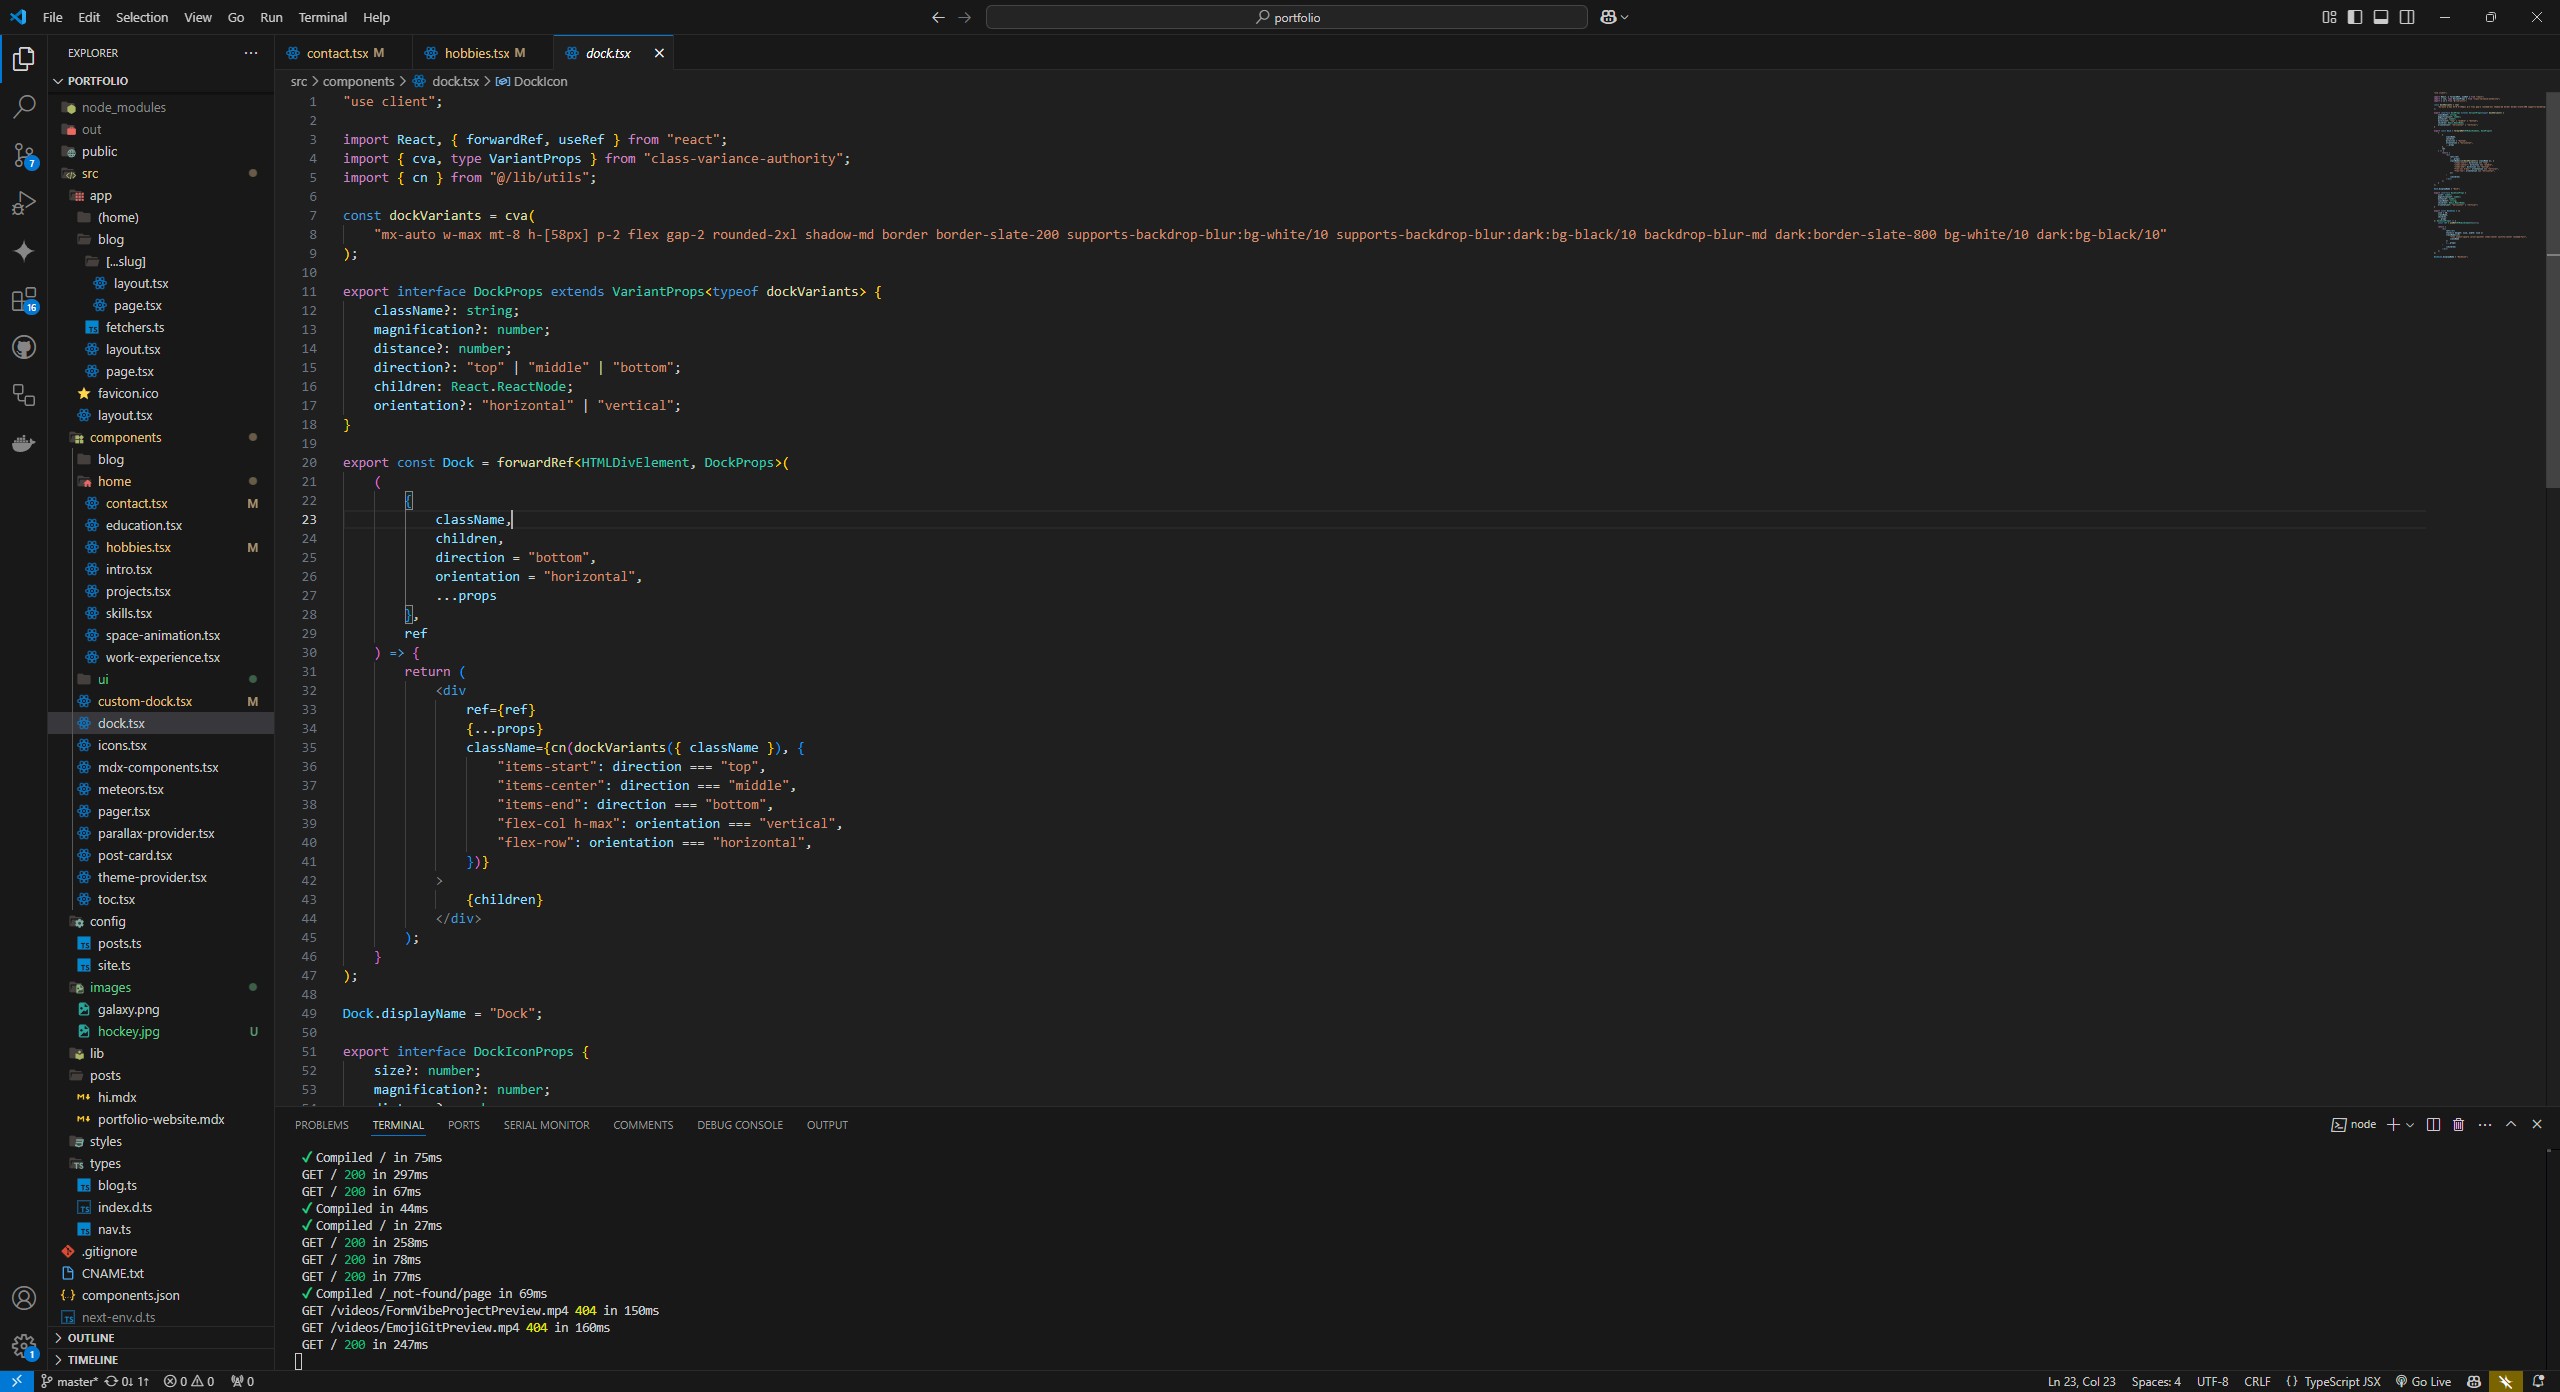 File Edit Selection View Go Run Terminal Help
portfolio
EXPLORER
PORTFOLIO
node_modules
out
public
src
app
(home)
blog
[...slug]
layout.tsx
page.tsx
fetchers.ts
layout.tsx
page.tsx
favicon.ico
layout.tsx
components
blog
home
contact.tsx M
education.tsx
hobbies.tsx M
intro.tsx
projects.tsx
skills.tsx
space-animation.tsx
work-experience.tsx
ui
custom-dock.tsx M
dock.tsx
icons.tsx
mdx-components.tsx
meteors.tsx
pager.tsx
parallax-provider.tsx
post-card.tsx
theme-provider.tsx
toc.tsx
config
posts.ts
site.ts
images
galaxy.png
hockey.jpg U
lib
posts
hi.mdx
portfolio-website.mdx
styles
types
blog.ts
index.d.ts
nav.ts
.gitignore
CNAME.txt
components.json
next-env.d.ts
OUTLINE
TIMELINE
7
16
1
contact.tsx M hobbies.tsx M dock.tsx
src > components > dock.tsx > DockIcon
1 "use client";
2
3 import React, { forwardRef, useRef } from "react";
4 import { cva, type VariantProps } from "class-variance-authority";
5 import { cn } from "@/lib/utils";
6
7 const dockVariants = cva(
8 "mx-auto w-max mt-8 h-[58px] p-2 flex gap-2 rounded-2xl shadow-md border border-slate-200 supports-backdrop-blur:bg-white/10 supports-backdrop-blur:dark:bg-black/10 backdrop-blur-md dark:border-slate-800 bg-white/10 dark:bg-black/10"
9 );
10
11 export interface DockProps extends VariantProps<typeof dockVariants> {
12 className?: string;
13 magnification?: number;
14 distance?: number;
15 direction?: "top" | "middle" | "bottom";
16 children: React.ReactNode;
17 orientation?: "horizontal" | "vertical";
18 }
19
20 export const Dock = forwardRef<HTMLDivElement, DockProps>(
21 (
22 {
23 className,
24 children,
25 direction = "bottom",
26 orientation = "horizontal",
27 ...props
28 },
29 ref
30 ) => {
31 return (
32 <div
33 ref={ref}
34 {...props}
35 className={cn(dockVariants({ className }), {
36 "items-start": direction === "top",
37 "items-center": direction === "middle",
38 "items-end": direction === "bottom",
39 "flex-col h-max": orientation === "vertical",
40 "flex-row": orientation === "horizontal",
41 })}
42 >
43 {children}
44 </div>
45 );
46 }
47 );
48
49 Dock.displayName = "Dock";
50
51 export interface DockIconProps {
52 size?: number;
53 magnification?: number;
PROBLEMS TERMINAL PORTS SERIAL MONITOR COMMENTS DEBUG CONSOLE OUTPUT
node
✓ Compiled / in 75ms
GET / 200 in 297ms
GET / 200 in 67ms
✓ Compiled in 44ms
✓ Compiled / in 27ms
GET / 200 in 258ms
GET / 200 in 78ms
GET / 200 in 77ms
✓ Compiled /_not-found/page in 69ms
GET /videos/FormVibeProjectPreview.mp4 404 in 150ms
GET /videos/EmojiGitPreview.mp4 404 in 160ms
GET / 200 in 247ms
master* 0↓ 1↑ 0 0 0
Ln 23, Col 23 Spaces: 4 UTF-8 CRLF { } TypeScript JSX Go Live